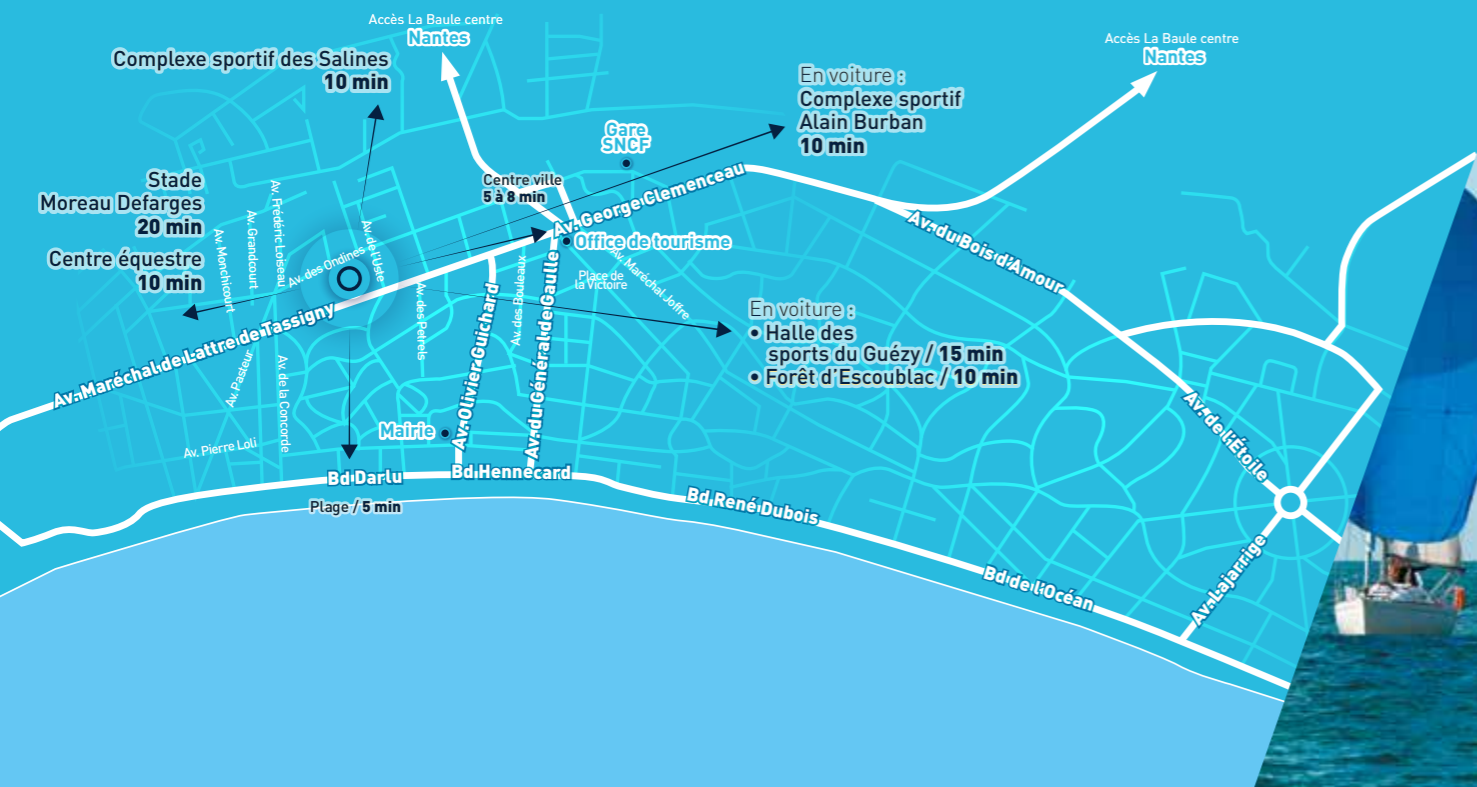 Accès La Baule centre
Nantes
Complexe sportif des Salines
10 min
Accès La Baule centre
Nantes
En voiture :
Complexe sportif
Alain Burban
10 min
Gare
SNCF
Centre ville
5 à 8 min
Stade
Moreau Defarges
20 min
Centre équestre
10 min
Av. Monchicourt
Av. Grandcourt
Av. Frédéric Loiseau
Av. des Ondines
Av. de l'Uste
Av. George Clemenceau
Office de tourisme
Av. Maréchal Joffre
Place de
la Victoire
Av. du Bois d'Amour
Av. Maréchal de Lattre de Tassigny
Av. des Petrels
Av. Olivier Guichard
Av. des Bouleaux
Av. du Général de Gaulle
En voiture :
• Halle des
sports du Guézy / 15 min
• Forêt d'Escoublac / 10 min
Av. Pasteur
Av. de la Concorde
Av. Pierre Loli
Mairie
Av. de l'Étoile
Bd Darlu
Bd Hennecard
Plage / 5 min
Bd René Dubois
Bd de l'Océan
Av. Lajarrige